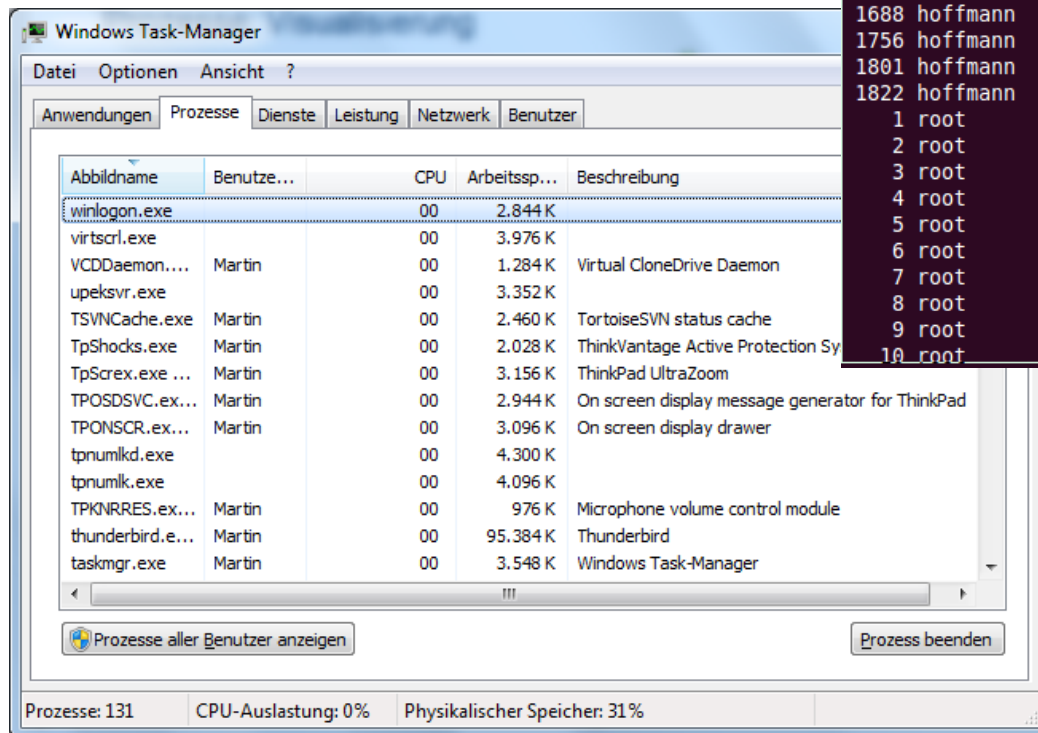 Windows Task-Manager
Datei Optionen Ansicht ?
Anwendungen Prozesse Dienste Leistung Netzwerk Benutzer
Abbildname Benutze... CPU Arbeitssp... Beschreibung
winlogon.exe 00 2.844 K
virtscrl.exe 00 3.976 K
VCDDaemon.... Martin 00 1.284 K Virtual CloneDrive Daemon
upeksvr.exe 00 3.352 K
TSVNCache.exe Martin 00 2.460 K TortoiseSVN status cache
TpShocks.exe Martin 00 2.028 K ThinkVantage Active Protection Sy
TpScrex.exe ... Martin 00 3.156 K ThinkPad UltraZoom
TPOSDSVC.ex... Martin 00 2.944 K On screen display message generator for ThinkPad
TPONSCR.ex... Martin 00 3.096 K On screen display drawer
tpnumlkd.exe 00 4.300 K
tpnumlk.exe 00 4.096 K
TPKNRRES.ex... Martin 00 976 K Microphone volume control module
thunderbird.e... Martin 00 95.384 K Thunderbird
taskmgr.exe Martin 00 3.548 K Windows Task-Manager
Prozesse aller Benutzer anzeigen Prozess beenden
Prozesse: 131 CPU-Auslastung: 0% Physikalischer Speicher: 31%
1688 hoffmann
1756 hoffmann
1801 hoffmann
1822 hoffmann
1 root
2 root
3 root
4 root
5 root
6 root
7 root
8 root
9 root
10 root